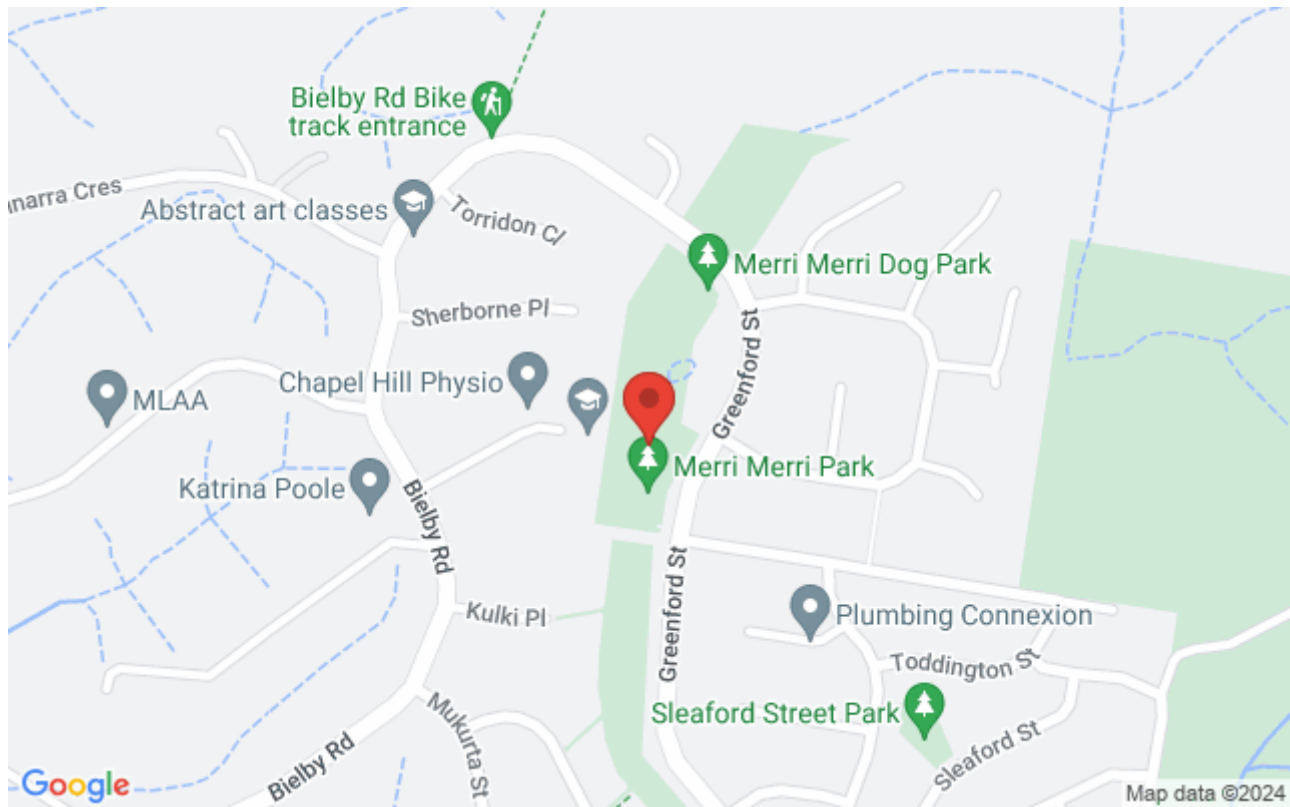 Bielby Rd Bike
track entrance
narra Cres
Abstract art classes
Torridon Cl
Merri Merri Dog Park
Sherborne Pl
Greenford St
Chapel Hill Physio
MLAA
Merri Merri Park
Katrina Poole
Bielby Rd
Greenford St
Kulki Pl
Plumbing Connexion
Toddington St
Mukurta St
Sleaford Street Park
Sleaford St
Bielby Rd
Google
Map data ©2024